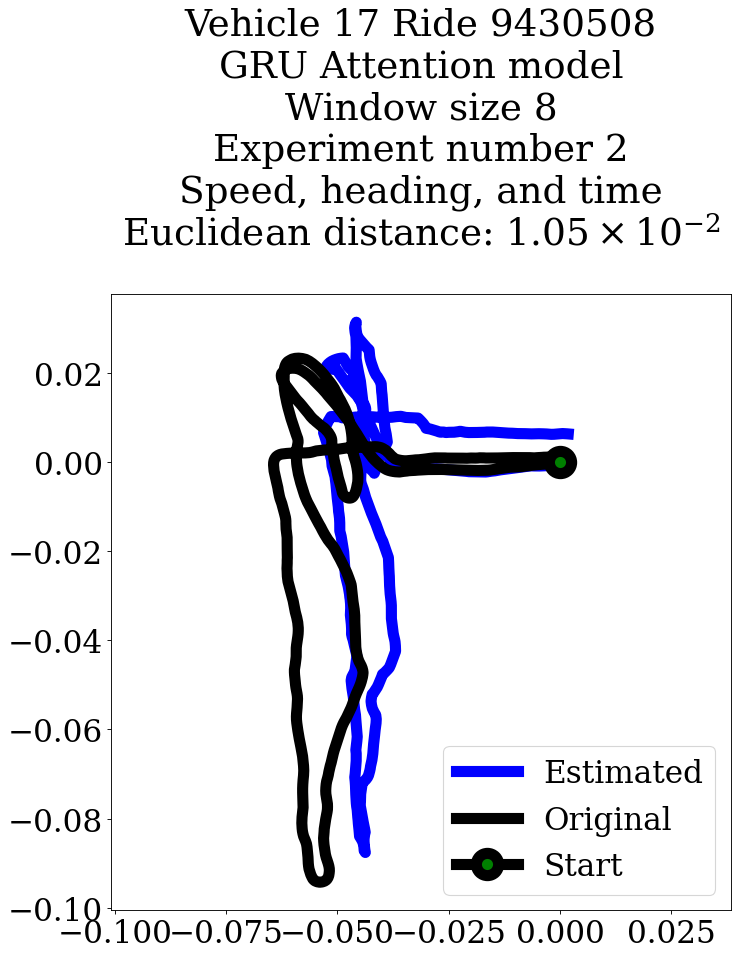 Vehicle 17 Ride 9430508
GRU Attention model
Window size 8
Experiment number 2
Speed, heading, and time
Euclidean distance: 1.05 × 10⁻²
0.02
0.00
−0.02
−0.04
−0.06
−0.08
−0.10
Estimated
Original
Start
−0.100 −0.075 −0.050 −0.025 0.000 0.025